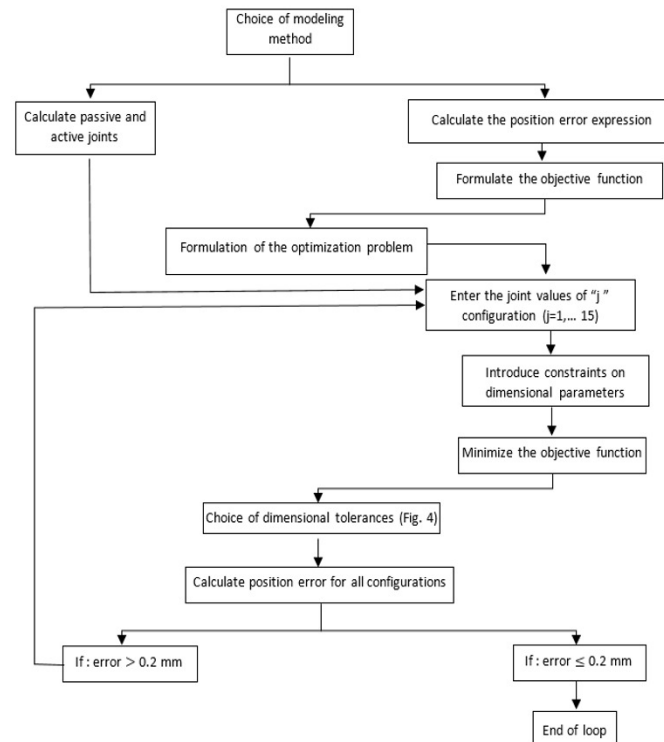 Choice of modeling
method
Calculate passive and
active joints
Calculate the position error expression
Formulate the objective function
Formulation of the optimization problem
Enter the joint values of “j ”
configuration (j=1,... 15)
Introduce constraints on
dimensional parameters
Minimize the objective function
Choice of dimensional tolerances (Fig. 4)
Calculate position error for all configurations
If : error > 0.2 mm
If : error ≤ 0.2 mm
End of loop